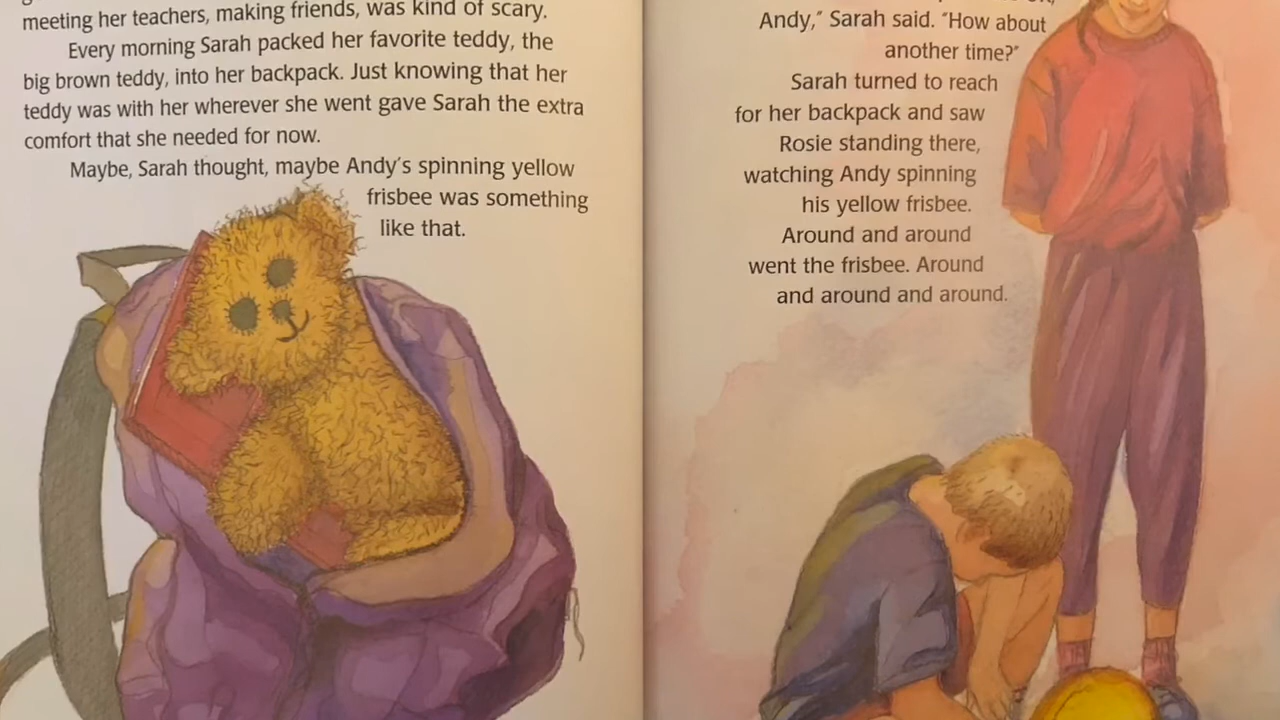 meeting her teachers, making friends, was kind of scary.
Every morning Sarah packed her favorite teddy, the
big brown teddy, into her backpack. Just knowing that her
teddy was with her wherever she went gave Sarah the extra
comfort that she needed for now.
Maybe, Sarah thought, maybe Andy's spinning yellow
frisbee was something
like that.
Andy," Sarah said. "How about
another time?"
Sarah turned to reach
for her backpack and saw
Rosie standing there,
watching Andy spinning
his yellow frisbee.
Around and around
went the frisbee. Around
and around and around.